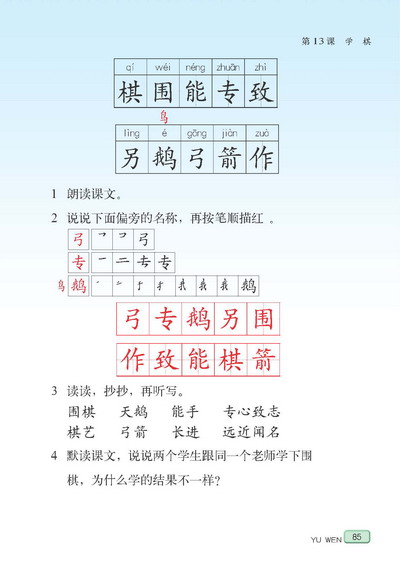 第13课 学 棋
qí wéi néng zhuān zhì
棋 围 能 专 致
鸟
lìng é gōng jiàn zuò
另 鹅 弓 箭 作
1 朗读课文。
2 说说下面偏旁的名称，再按笔顺描红 。
弓 弓
专 一 二 专 专
鸟 鹅 我 鹅
弓 专 鹅 另 围
作 致 能 棋 箭
3 读读，抄抄，再听写。
围棋 天鹅 能手 专心致志
棋艺 弓箭 长进 远近闻名
4 默读课文，说说两个学生跟同一个老师学下围
棋，为什么学的结果不一样？
YU WEN 85